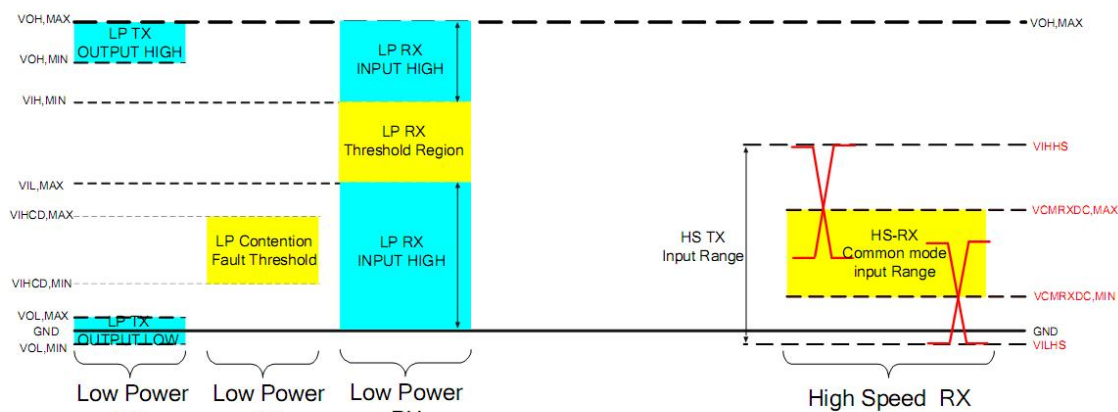 VOH,MAX
LP TX
OUTPUT HIGH
VOH,MIN
VIH,MIN
VIL,MAX
VIHCD,MAX
VIHCD,MIN
VOL,MAX
GND
VOL,MIN
LP TX
OUTPUT LOW
LP Contention
Fault Threshold
LP RX
INPUT HIGH
LP RX
Threshold Region
LP RX
INPUT HIGH
HS TX
Input Range
HS-RX
Common mode
input Range
VOH,MAX
VIHHS
VCMRXDC,MAX
VCMRXDC,MIN
GND
VILHS
Low Power
Low Power
Low Power
High Speed RX